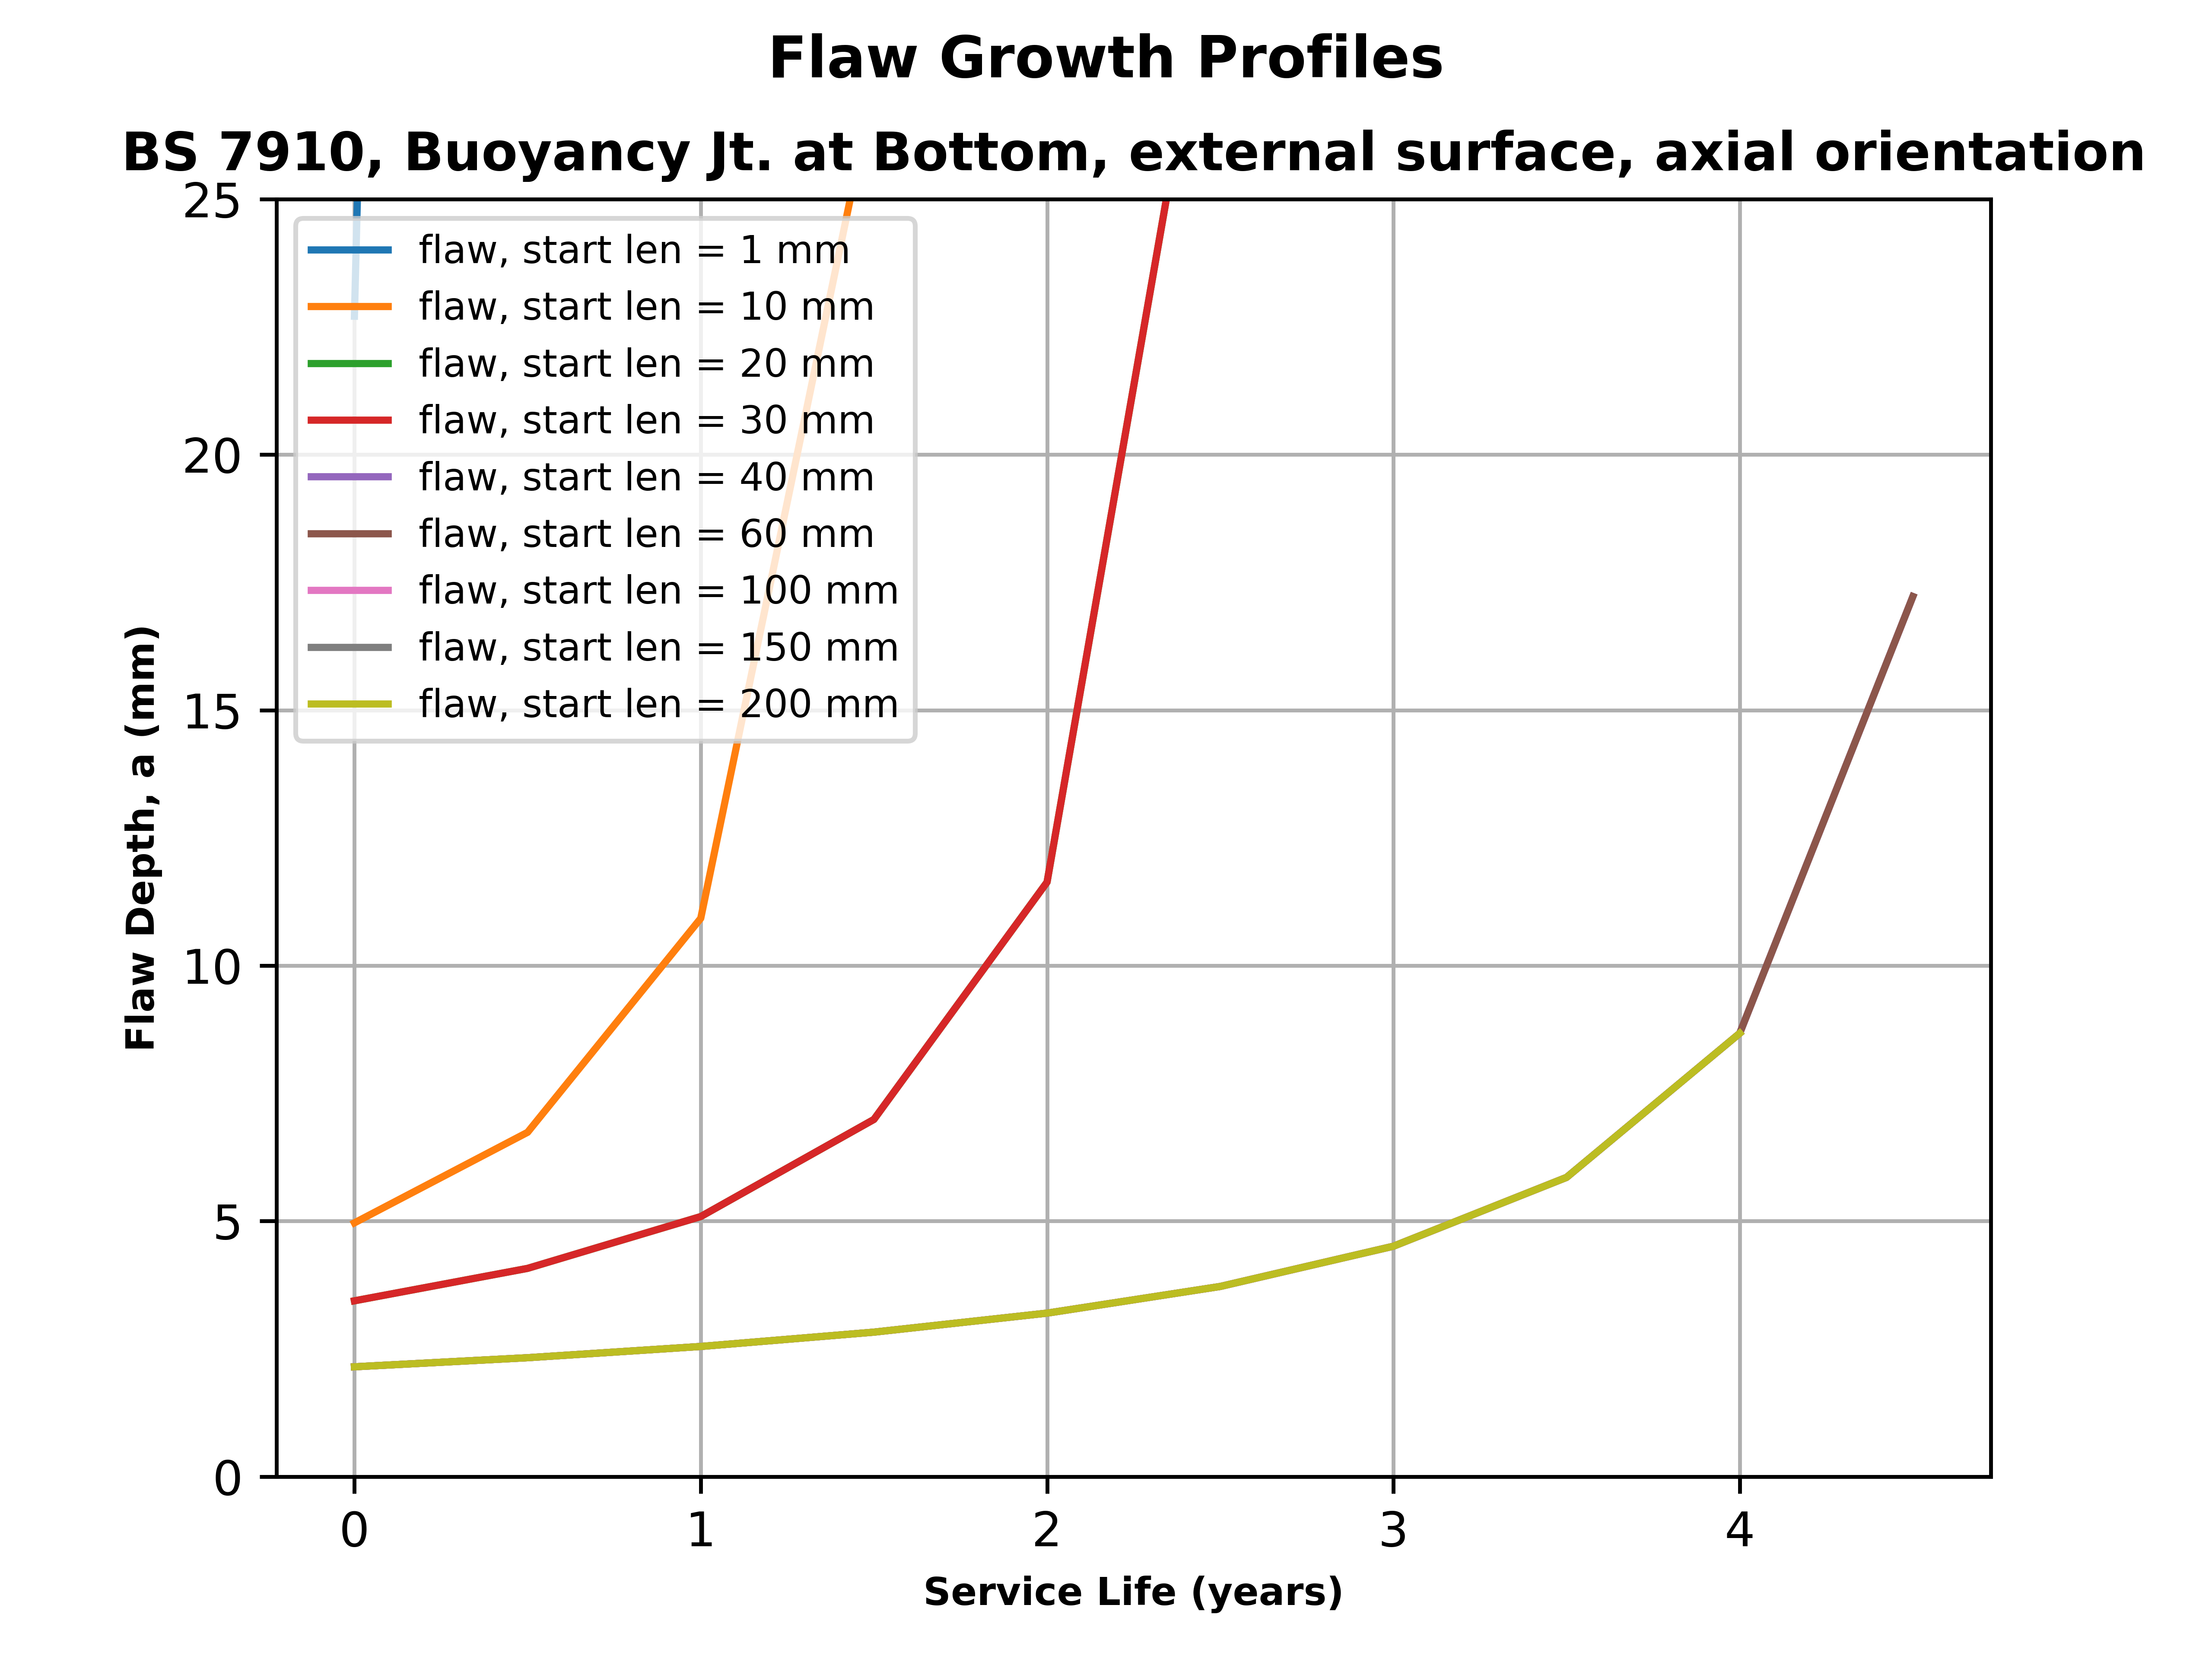 Flaw Growth Profiles
BS 7910, Buoyancy Jt. at Bottom, external surface, axial orientation
25
20
15
10
5
0
Flaw Depth, a (mm)
flaw, start len = 1 mm
flaw, start len = 10 mm
flaw, start len = 20 mm
flaw, start len = 30 mm
flaw, start len = 40 mm
flaw, start len = 60 mm
flaw, start len = 100 mm
flaw, start len = 150 mm
flaw, start len = 200 mm
0 1 2 3 4
Service Life (years)